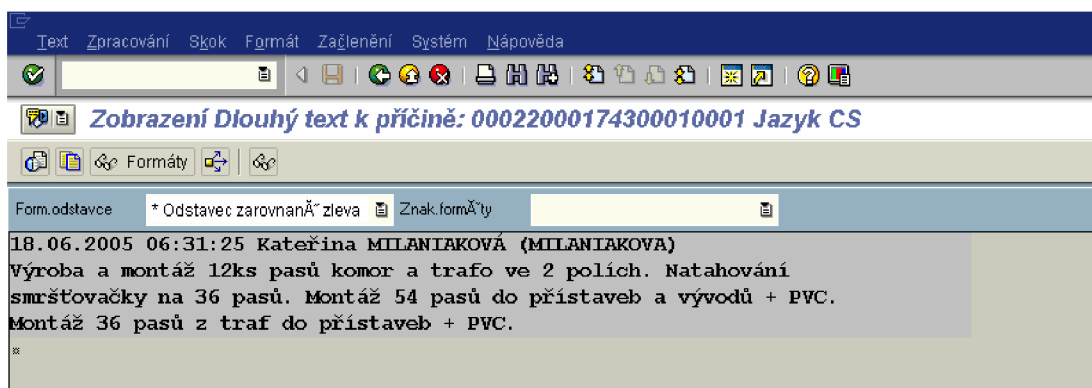 Text Zpracování Skok Formát Začlenění Systém Nápověda
Zobrazení Dlouhý text k příčině: 00022000174300010001 Jazyk CS
Formáty
Form.odstavce * Odstavec zarovnanĂ˝ zleva Znak.formĂˇty
18.06.2005 06:31:25 Kateřina MILANIAKOVÁ (MILANIAKOVA)
Výroba a montáž 12ks pasů komor a trafo ve 2 polích. Natahování
smršťovačky na 36 pasů. Montáž 54 pasů do přístaveb a vývodů + PVC.
Montáž 36 pasů z traf do přístaveb + PVC.